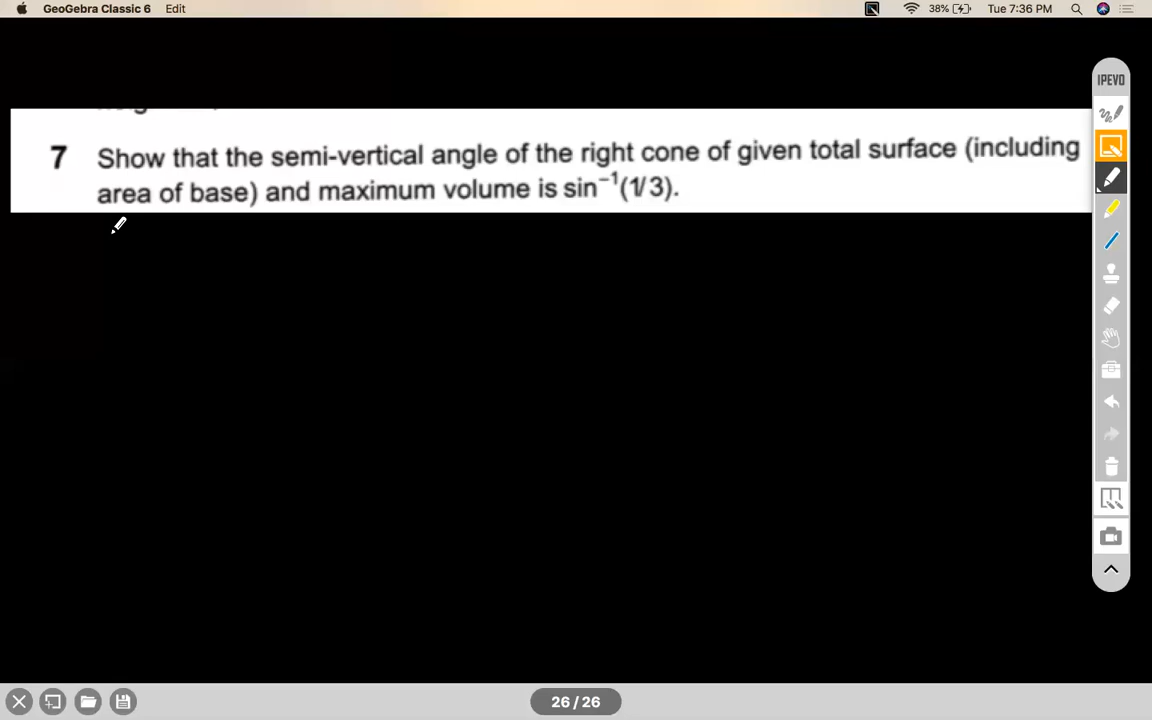 GeoGebra Classic 6 Edit
38% Tue 7:36 PM
IPEVO
7 Show that the semi-vertical angle of the right cone of given total surface (including
area of base) and maximum volume is sin⁻¹(1/3).
26 / 26